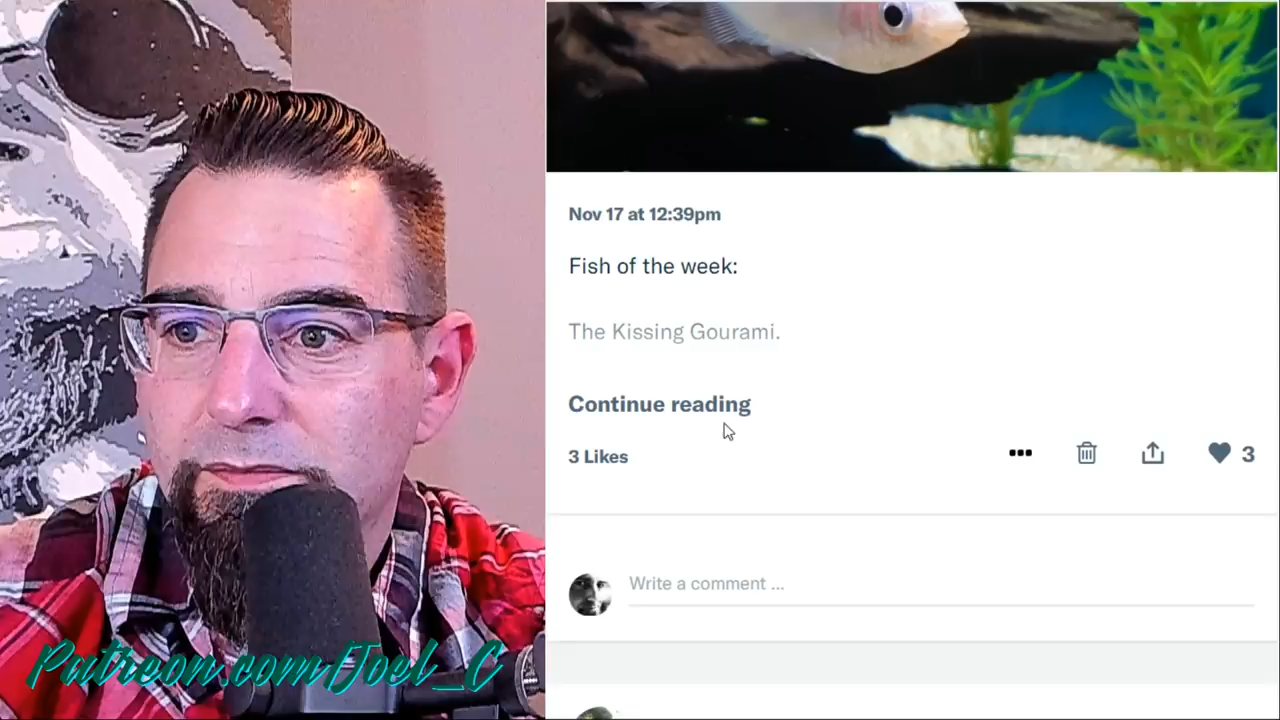 Nov 17 at 12:39pm
Fish of the week:
The Kissing Gourami.
Continue reading
3 Likes
3
Write a comment ...
Patreon.com/Joel_C